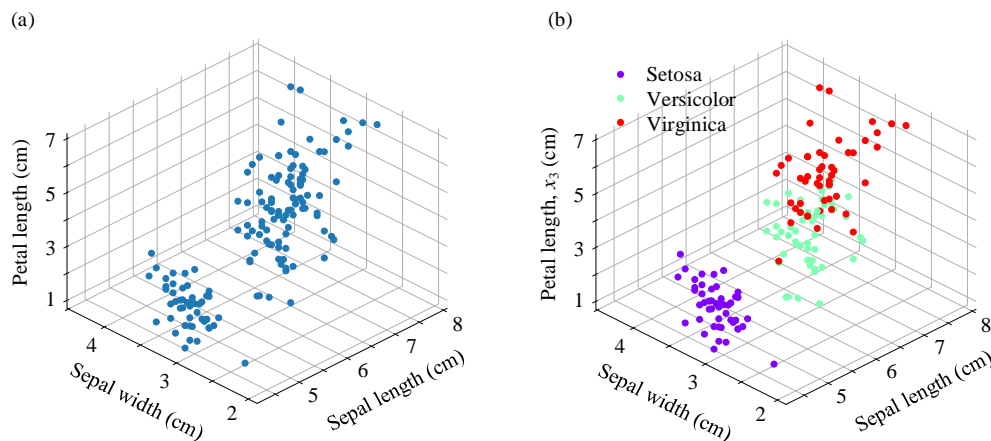 (a)
7
5
3
1
Petal length (cm)
4
3
2
Sepal width (cm)
5
6
7
8
Sepal length (cm)
(b)
Setosa
Versicolor
Virginica
7
5
3
1
Petal length, x₃ (cm)
4
3
2
Sepal width (cm)
5
6
7
8
Sepal length (cm)